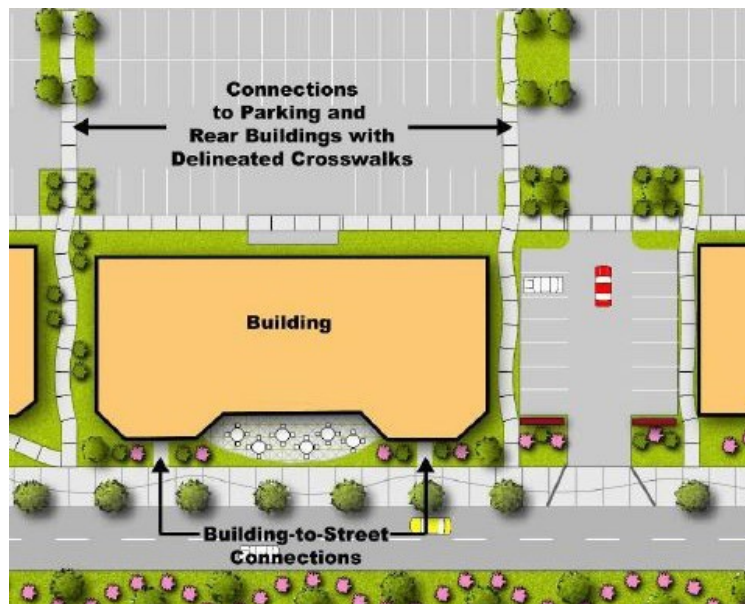 Connections
to Parking and
Rear Buildings with
Delineated Crosswalks
Building
Building-to-Street
Connections